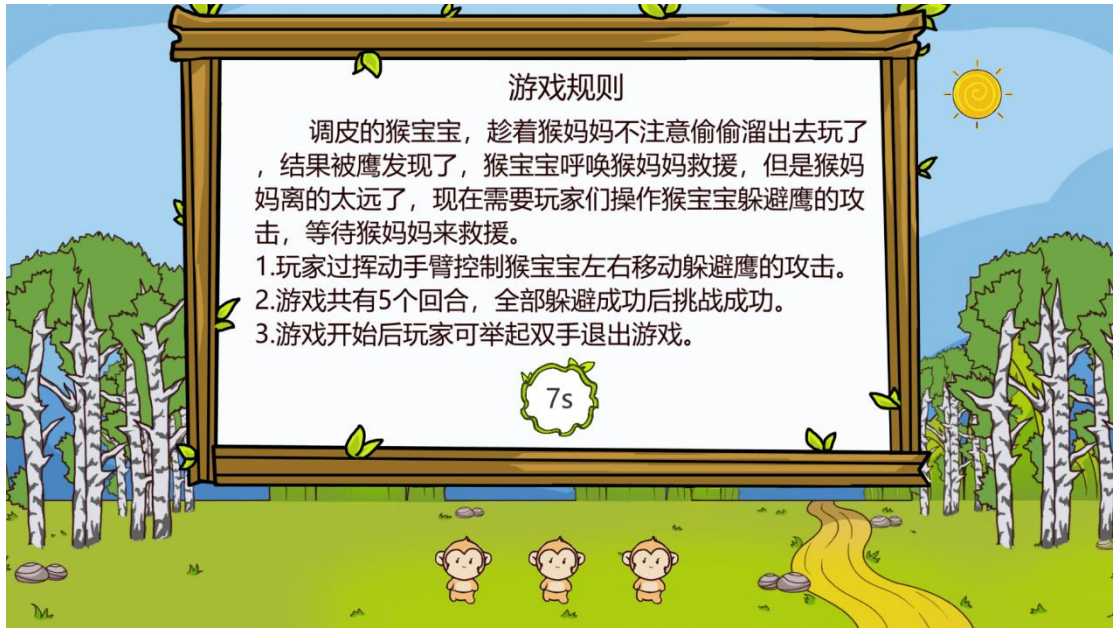 游戏规则
调皮的猴宝宝，趁着猴妈妈不注意偷偷溜出去玩了
，结果被鹰发现了，猴宝宝呼唤猴妈妈救援，但是猴妈
妈离的太远了，现在需要玩家们操作猴宝宝躲避鹰的攻
击，等待猴妈妈来救援。
1.玩家过挥动手臂控制猴宝宝左右移动躲避鹰的攻击。
2.游戏共有5个回合，全部躲避成功后挑战成功。
3.游戏开始后玩家可举起双手退出游戏。
7s